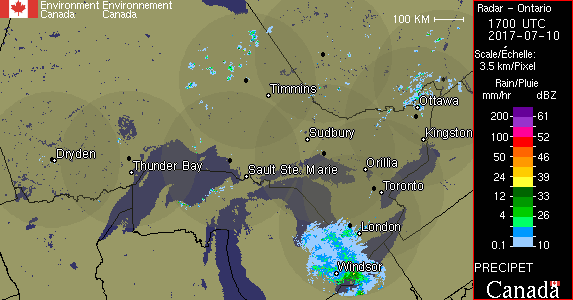 Environment Environnement
Canada Canada
100 KM
Timmins
Ottawa
Sudbury
Kingston
Dryden
Thunder Bay
Sault Ste. Marie
Orillia
Toronto
London
Windsor
Radar – Ontario
1700 UTC
2017-07-10
Scale/Échelle:
3.5 km/Pixel
Rain/Pluie
mm/hr dBZ
200 61
100 52
50 46
24 39
12 33
4 26
0.1 10
PRECIPET
Canada